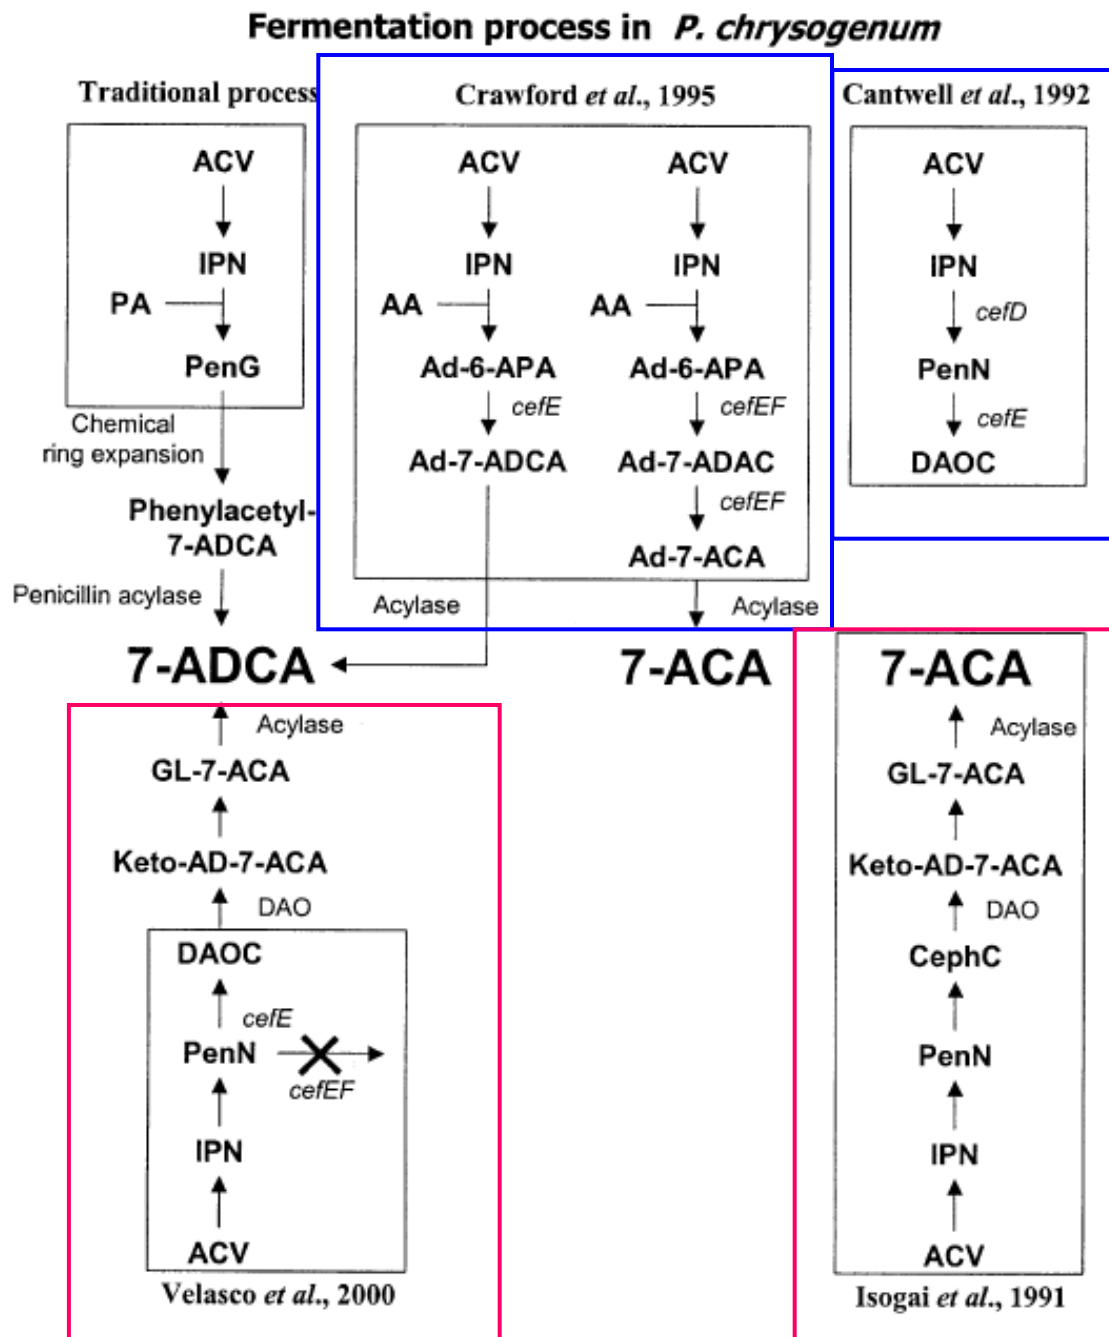 Fermentation process in P. chrysogenum
Traditional process
ACV
IPN
PA
PenG
Chemical
ring expansion
Phenylacetyl-
7-ADCA
Penicillin acylase
7-ADCA
Crawford et al., 1995
ACV
IPN
AA
Ad-6-APA
cefE
Ad-7-ADCA
Acylase
ACV
IPN
AA
Ad-6-APA
cefEF
Ad-7-ADAC
cefEF
Ad-7-ACA
Acylase
7-ACA
Cantwell et al., 1992
ACV
IPN
cefD
PenN
cefE
DAOC
Acylase
GL-7-ACA
Keto-AD-7-ACA
DAO
DAOC
cefE
PenN
cefEF
IPN
ACV
Velasco et al., 2000
7-ACA
Acylase
GL-7-ACA
Keto-AD-7-ACA
DAO
CephC
PenN
IPN
ACV
Isogai et al., 1991